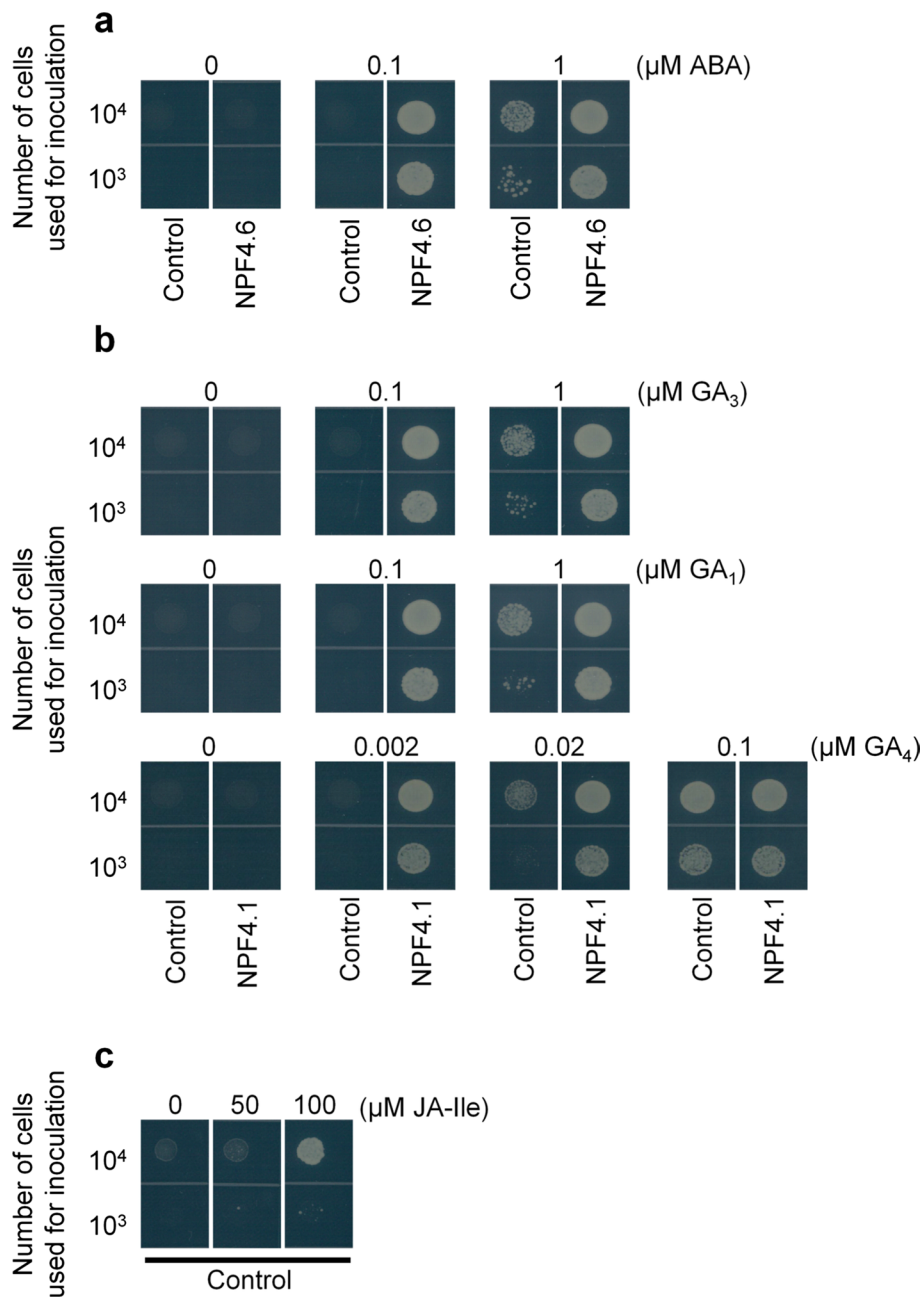 a
0 0.1 1 (µM ABA)
Number of cells
used for inoculation
10⁴
10³
Control NPF4.6 Control NPF4.6 Control NPF4.6
b
0 0.1 1 (µM GA₃)
10⁴
10³
Number of cells
used for inoculation
0 0.1 1 (µM GA₁)
10⁴
10³
0 0.002 0.02 0.1 (µM GA₄)
10⁴
10³
Control NPF4.1 Control NPF4.1 Control NPF4.1 Control NPF4.1
c
0 50 100 (µM JA-Ile)
Number of cells
used for inoculation
10⁴
10³
Control